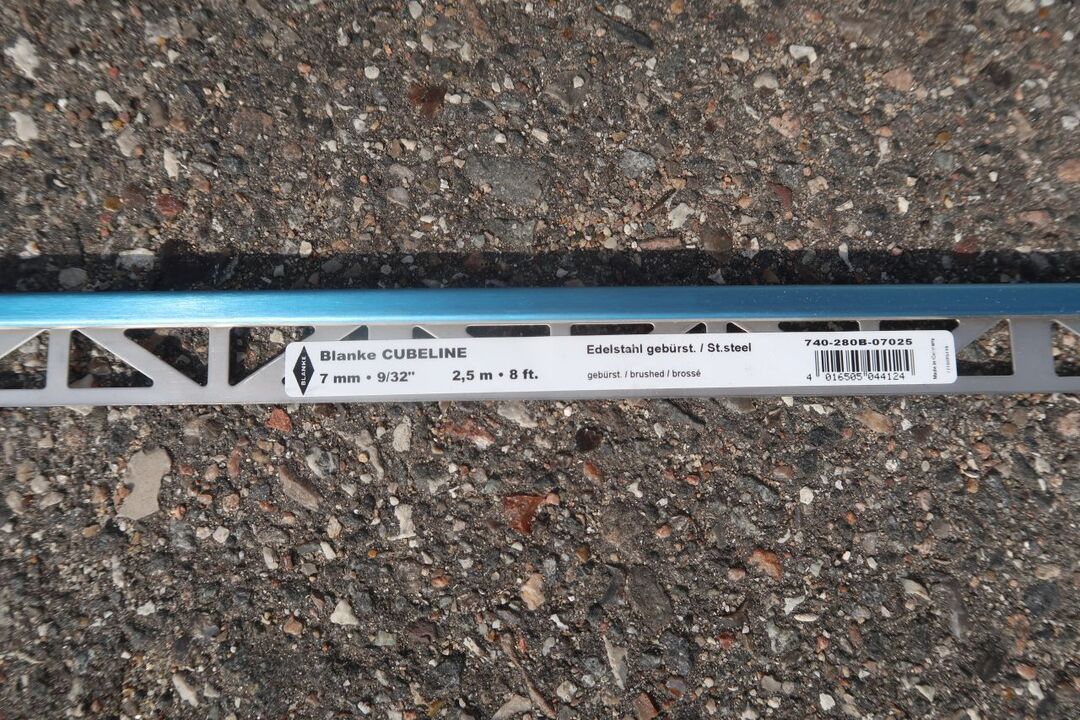 BLANKE
Blanke CUBELINE
7 mm • 9/32"
2,5 m • 8 ft.
Edelstahl gebürst. / St.steel
gebürst. / brushed / brossé
740-280B-07025
4 016505 044124
Made in Germany